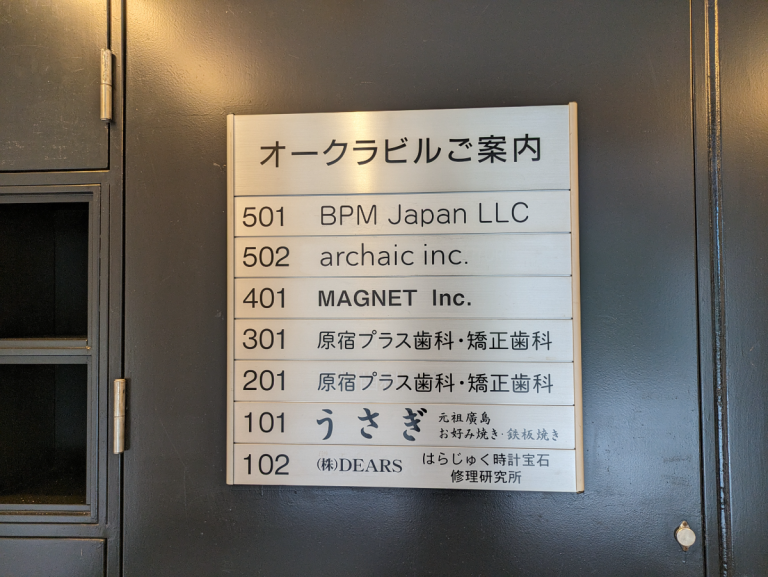 オークラビルご案内
501 BPM Japan LLC
502 archaic inc.
401 MAGNET Inc.
301 原宿プラス歯科・矯正歯科
201 原宿プラス歯科・矯正歯科
101 うさぎ 元祖廣島
お好み焼き・鉄板焼き
102 (株)DEARS はらじゅく時計宝石
修理研究所